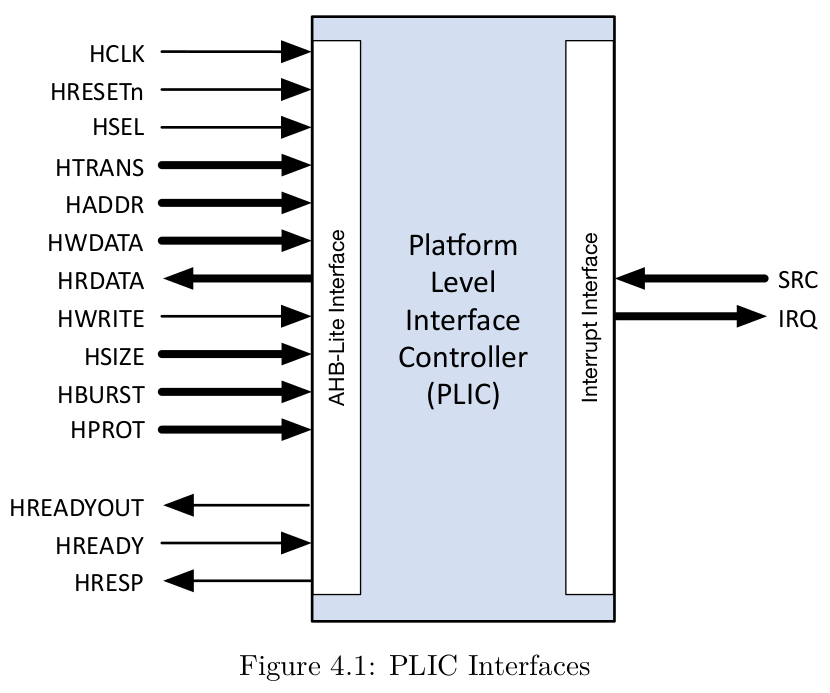 HCLK
HRESETn
HSEL
HTRANS
HADDR
HWDATA
HRDATA
HWRITE
HSIZE
HBURST
HPROT
HREADYOUT
HREADY
HRESP
AHB-Lite Interface
Platform
Level
Interface
Controller
(PLIC)
Interrupt Interface
SRC
IRQ
Figure 4.1: PLIC Interfaces